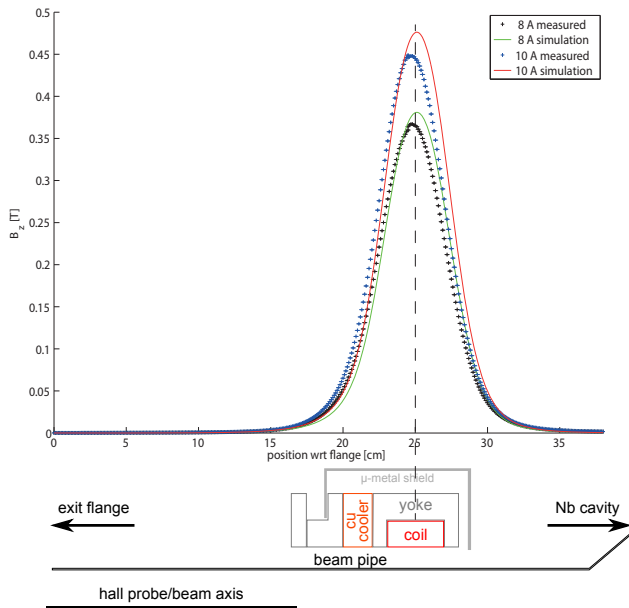 0.5
0.45
0.4
0.35
0.3
0.25
0.2
0.15
0.1
0.05
0
B_z [T]
8 A measured
8 A simulation
10 A measured
10 A simulation
0 5 10 15 20 25 30 35
position wrt flange [cm]
μ-metal shield
exit flange
cu
cooler
yoke
coil
Nb cavity
beam pipe
hall probe/beam axis